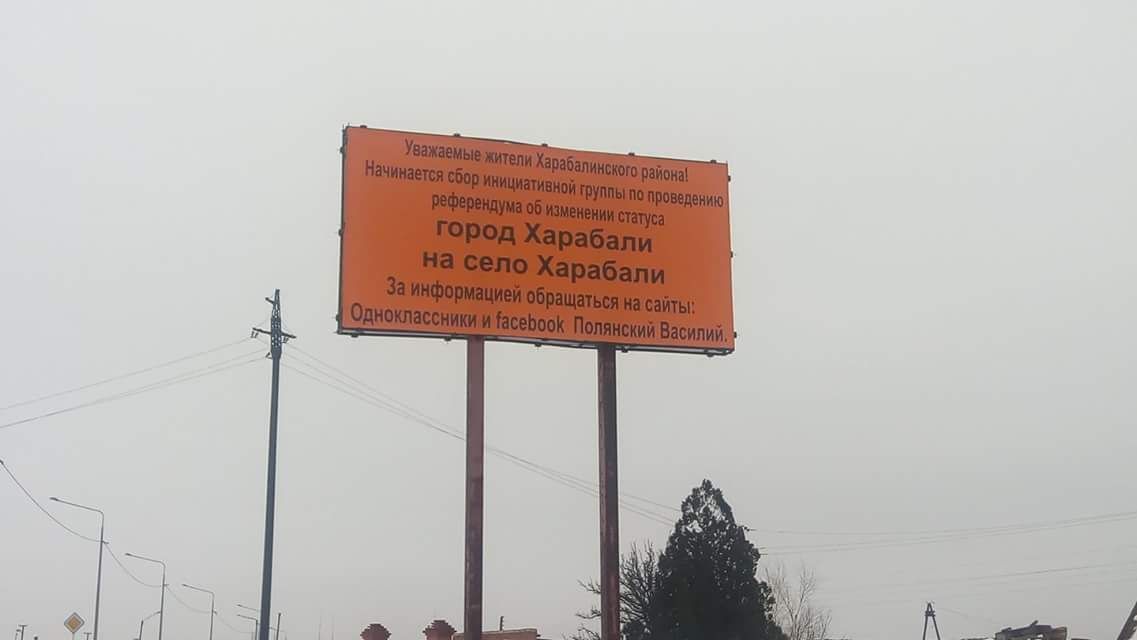 Уважаемые жители Харабалинского района!
Начинается сбор инициативной группы по проведению
референдума об изменении статуса
город Харабали
на село Харабали
За информацией обращаться на сайты:
Одноклассники и facebook Полянский Василий.